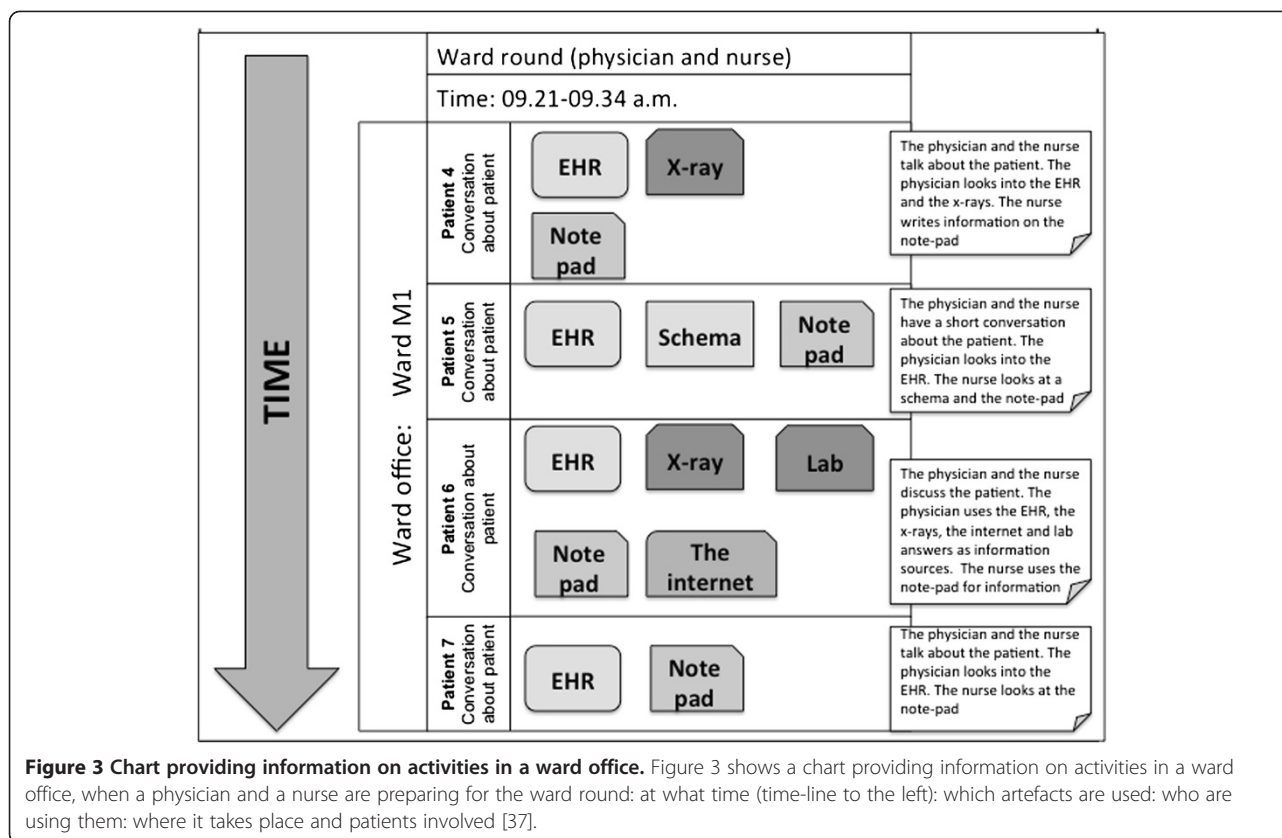 Ward round (physician and nurse)
Time: 09.21-09.34 a.m.
TIME
Ward office: Ward M1
Patient 4
Conversation
about patient
EHR
X-ray
Note
pad
The physician and the nurse
talk about the patient. The
physician looks into the EHR
and the x-rays. The nurse
writes information on the
note-pad
Patient 5
Conversation
about patient
EHR
Schema
Note
pad
The physician and the nurse
have a short conversation
about the patient. The
physician looks into the
EHR. The nurse looks at a
schema and the note-pad
Patient 6
Conversation about
patient
EHR
X-ray
Lab
Note
pad
The
internet
The physician and the nurse
discuss the patient. The
physician uses the EHR, the
x-rays, the internet and lab
answers as information
sources. The nurse uses the
note-pad for information
Patient 7
Conversation
about patient
EHR
Note
pad
The physician and the nurse
talk about the patient. The
physician looks into the
EHR. The nurse looks at the
note-pad
Figure 3 Chart providing information on activities in a ward office. Figure 3 shows a chart providing information on activities in a ward
office, when a physician and a nurse are preparing for the ward round: at what time (time-line to the left): which artefacts are used: who are
using them: where it takes place and patients involved [37].